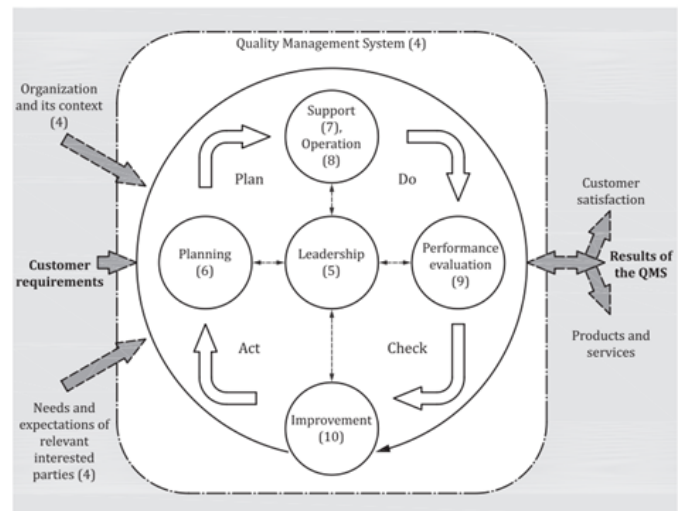 Quality Management System (4)
Organization
and its context
(4)
Support
(7),
Operation
(8)
Plan
Do
Customer
satisfaction
Customer
requirements
Planning
(6)
Leadership
(5)
Performance
evaluation
(9)
Results of
the QMS
Products and
services
Act
Check
Needs and
expectations of
relevant
interested
parties (4)
Improvement
(10)